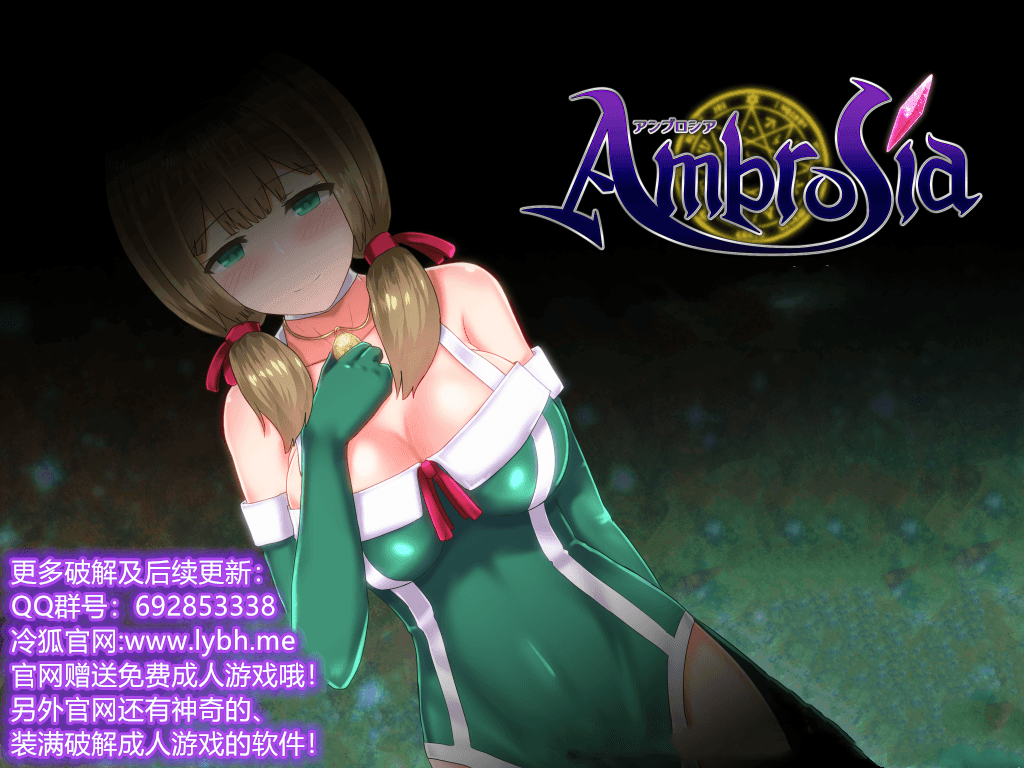 アンブロシア
Ambrosia
更多破解及后续更新：
QQ群号：692853338
冷狐官网:www.lybh.me
官网赠送免费成人游戏哦！
另外官网还有神奇的、
装满破解成人游戏的软件！